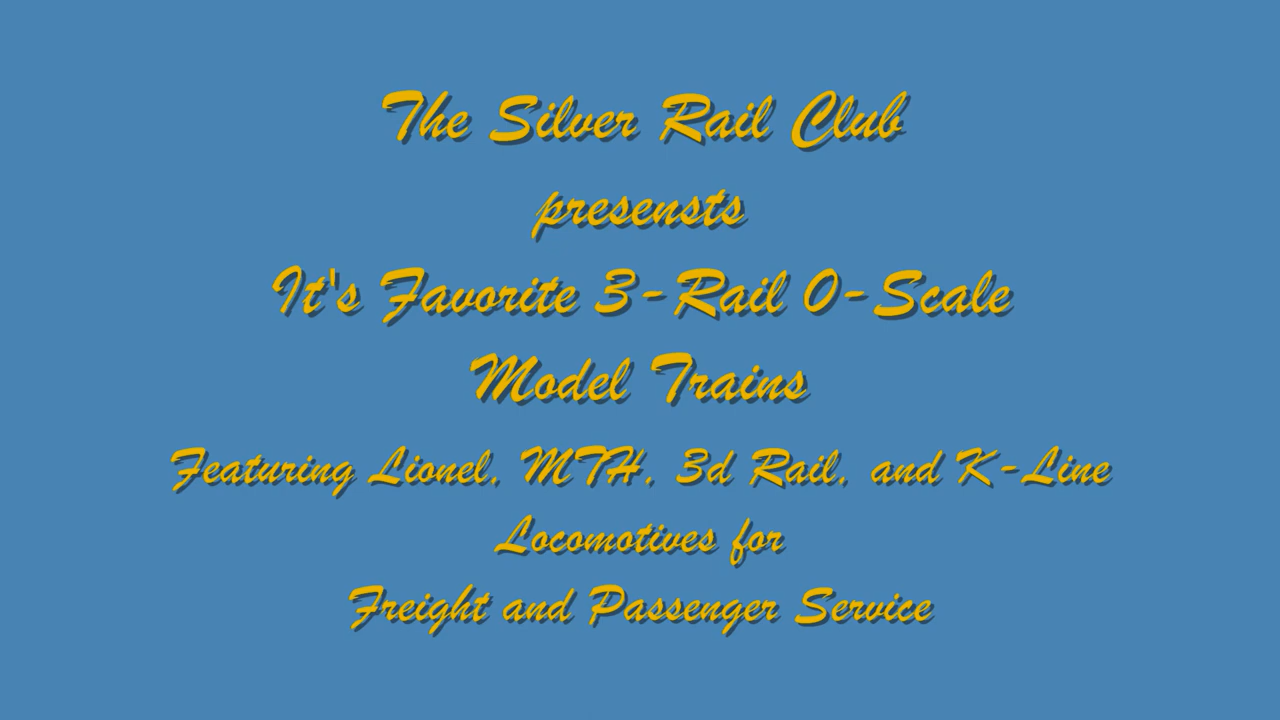 The Silver Rail Club
presensts
It's Favorite 3-Rail O-Scale
Model Trains
Featuring Lionel, MTH, 3d Rail, and K-Line
Locomotives for
Freight and Passenger Service